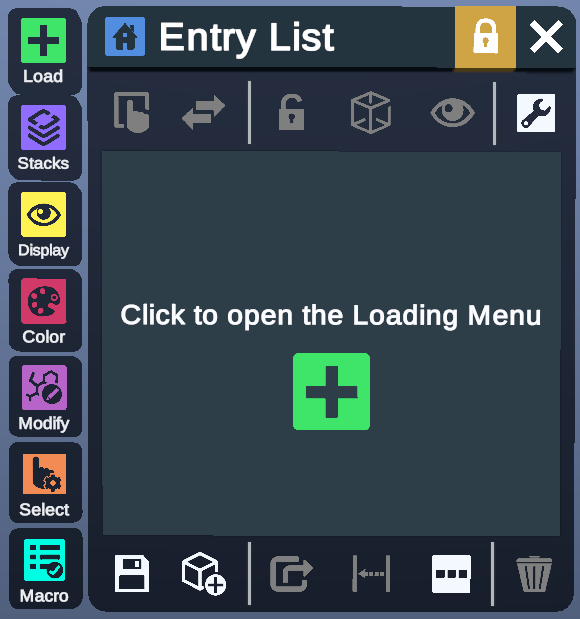 Entry List
Load
Stacks
Display
Color
Modify
Select
Macro
Click to open the Loading Menu